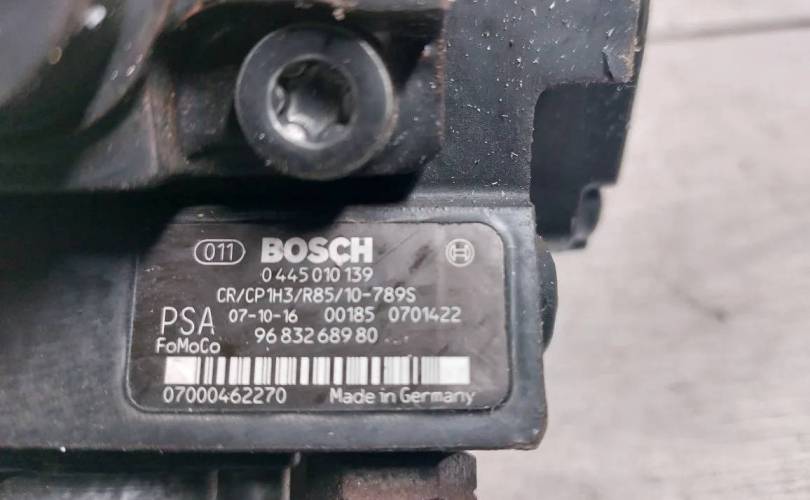 011 BOSCH
0 445 010 139
CR/CP1H3/R85/10-789S
PSA 07-10-16 00185 0701422
FoMoCo 96 832 689 80
07000462270 Made in Germany